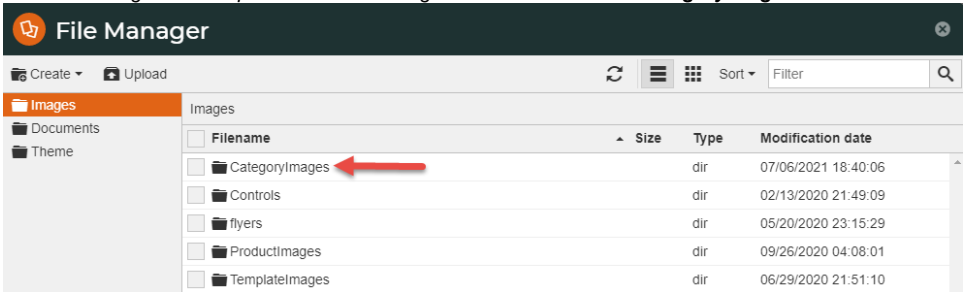 File Manager
Create Upload Sort Filter
Images Images
Documents Filename Size Type Modification date
Theme
CategoryImages dir 07/06/2021 18:40:06
Controls dir 02/13/2020 21:49:09
flyers dir 05/20/2020 23:15:29
ProductImages dir 09/26/2020 04:08:01
TemplateImages dir 06/29/2020 21:51:10